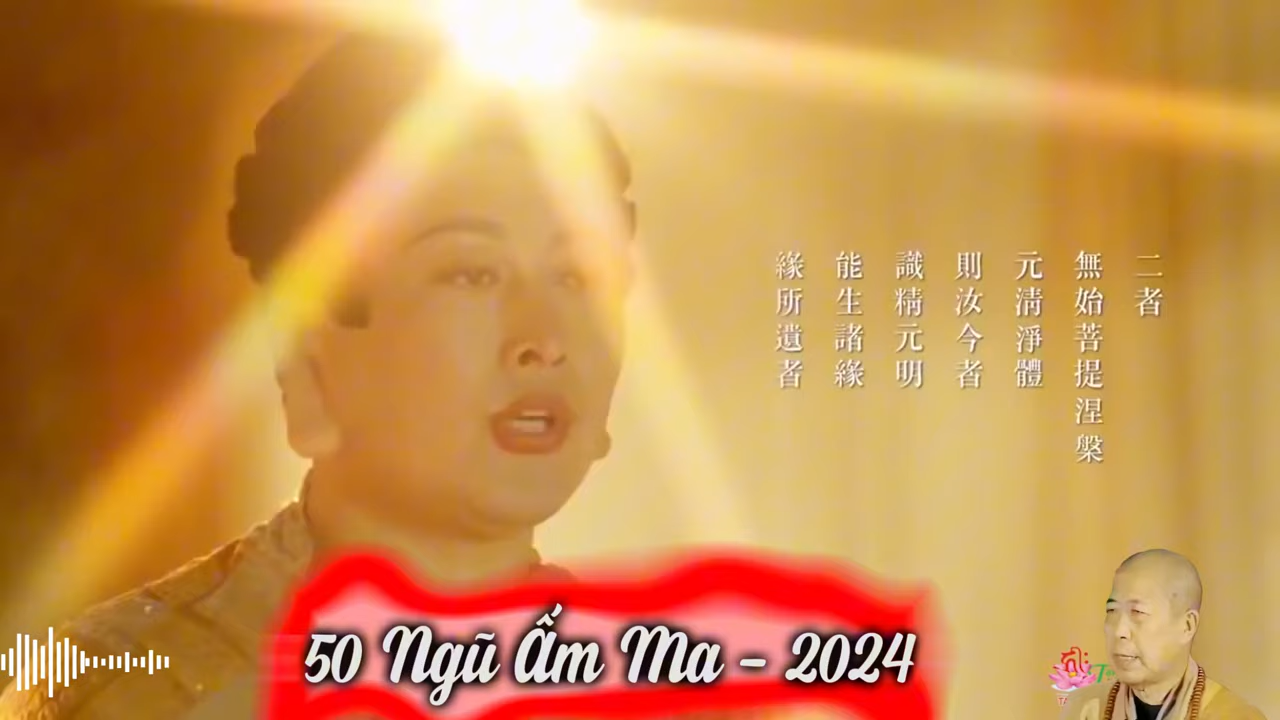 二者
無始菩提涅槃
元清淨體
則汝今者
識精元明
能生諸緣
緣所遺者
50 Ngũ Ấm Ma - 2024